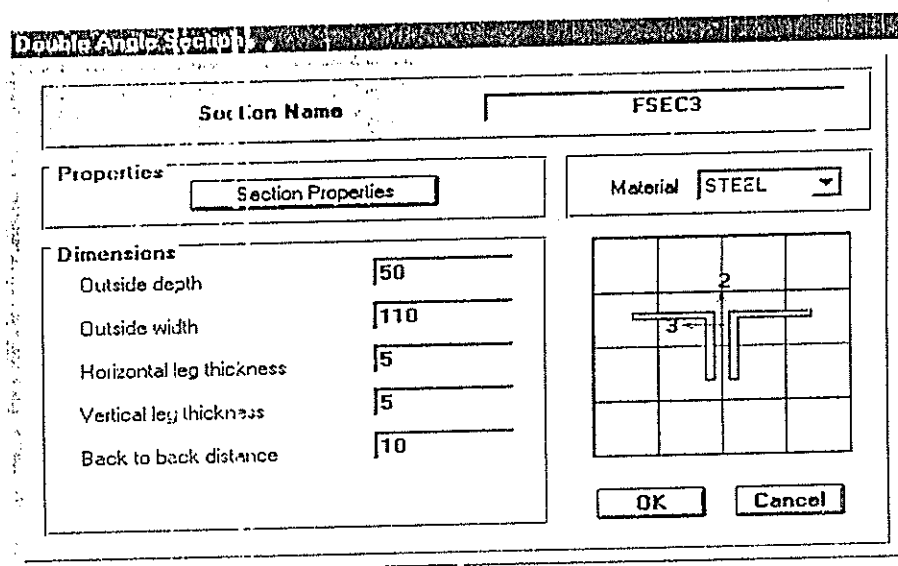 Double Angle Section
Section Name
FSEC3
Properties
Section Properties
Material
STEEL
Dimensions
Outside depth
50
Outside width
110
Horizontal leg thickness
5
Vertical leg thickness
5
Back to back distance
10
2
3
OK
Cancel